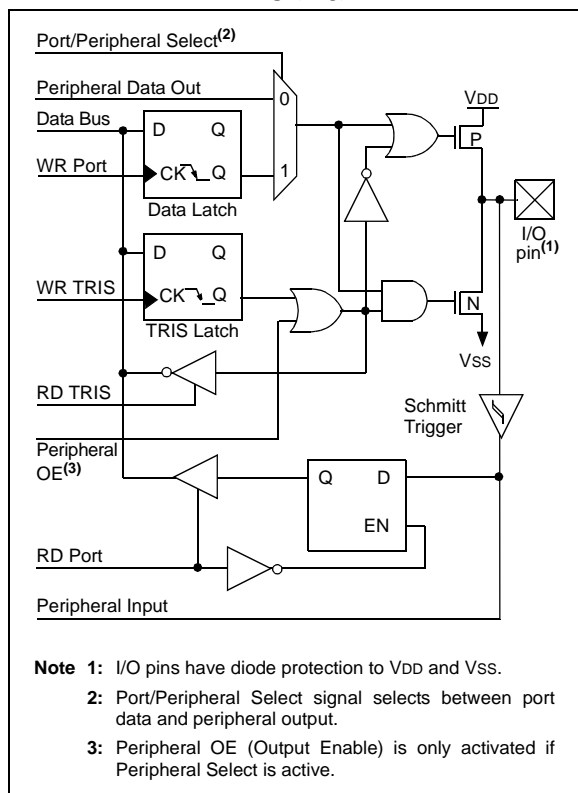 Port/Peripheral Select(2)
Peripheral Data Out
Data Bus
WR Port
D Q
CK Q
Data Latch
0
1
VDD
P
I/O
pin(1)
WR TRIS
D Q
CK Q
TRIS Latch
N
VSS
RD TRIS
Schmitt
Trigger
Peripheral
OE(3)
Q D
EN
RD Port
Peripheral Input
Note 1: I/O pins have diode protection to VDD and VSS.
2: Port/Peripheral Select signal selects between port
data and peripheral output.
3: Peripheral OE (Output Enable) is only activated if
Peripheral Select is active.